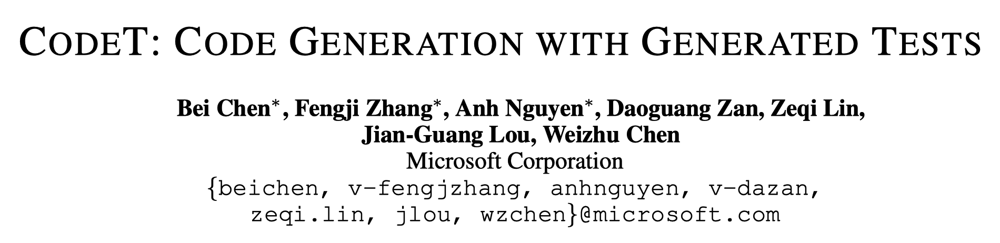 CODET: CODE GENERATION WITH GENERATED TESTS
Bei Chen*, Fengji Zhang*, Anh Nguyen*, Daoguang Zan, Zeqi Lin,
Jian-Guang Lou, Weizhu Chen
Microsoft Corporation
{beichen, v-fengjzhang, anhnguyen, v-dazan,
zeqi.lin, jlou, wzchen}@microsoft.com